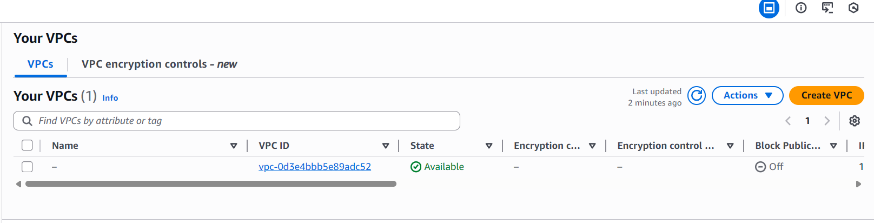 Your VPCs
VPCs
VPC encryption controls - new
Your VPCs (1) Info
Last updated
2 minutes ago
Actions
Create VPC
Find VPCs by attribute or tag
1
Name VPC ID State Encryption c... Encryption control ... Block Public...
– vpc-0d3e4bbb5e89adc52 Available – – Off 1